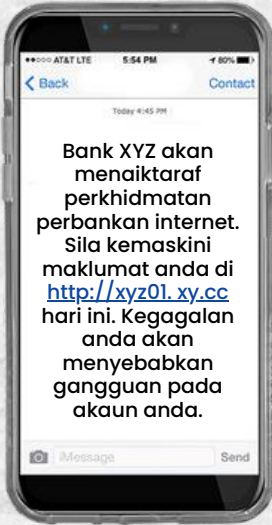 AT&T LTE 5:54 PM 80%
Back Contact
Today 4:45 PM
Bank XYZ akan
menaiktaraf
perkhidmatan
perbankan internet.
Sila kemaskini
maklumat anda di
http://xyz01. xy.cc
hari ini. Kegagalan
anda akan
menyebabkan
gangguan pada
akaun anda.
iMessage Send